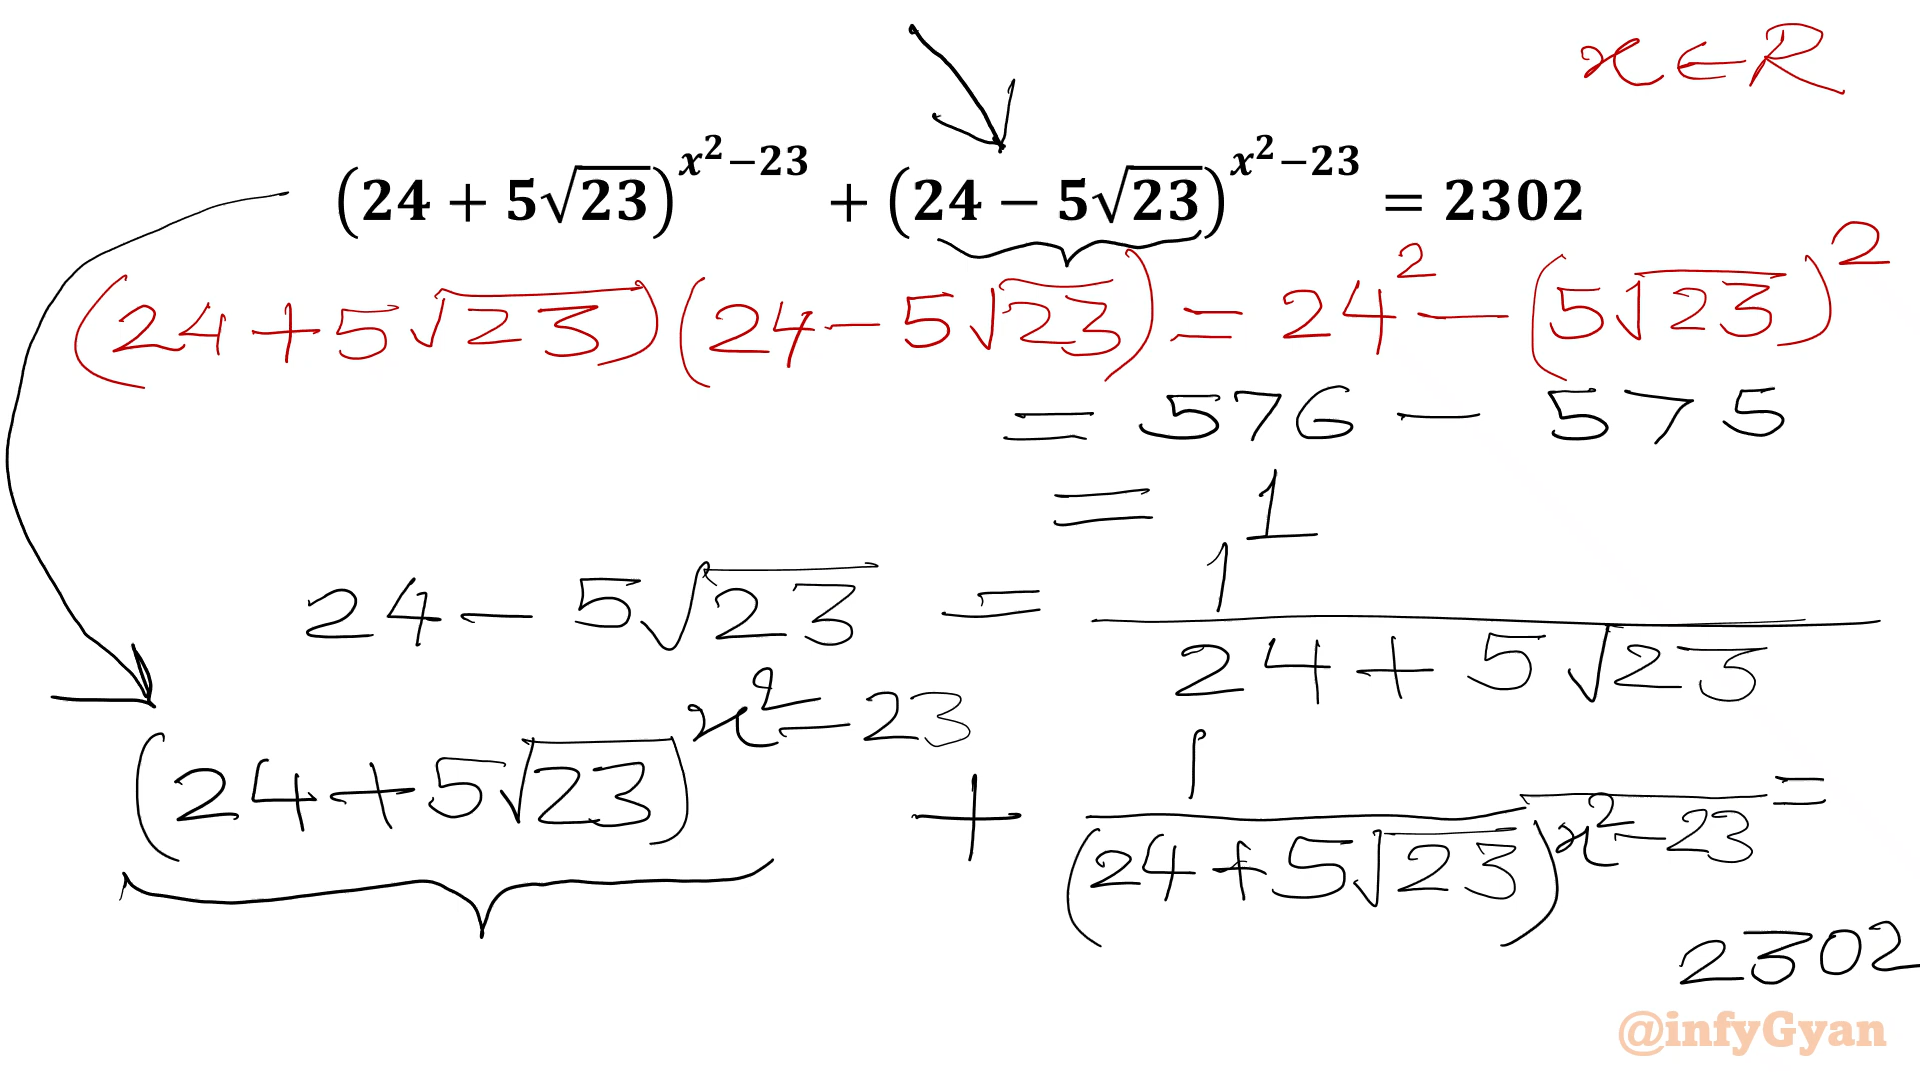 x ∈ R
(24 + 5√23)^(x² − 23) + (24 − 5√23)^(x² − 23) = 2302
(24 + 5√23)(24 − 5√23) = 24² − (5√23)²
= 576 − 575
= 1
24 − 5√23 = 1/(24 + 5√23)
(24 + 5√23)^(x² − 23) + 1/(24 + 5√23)^(x² − 23) =
2302
@infyGyan